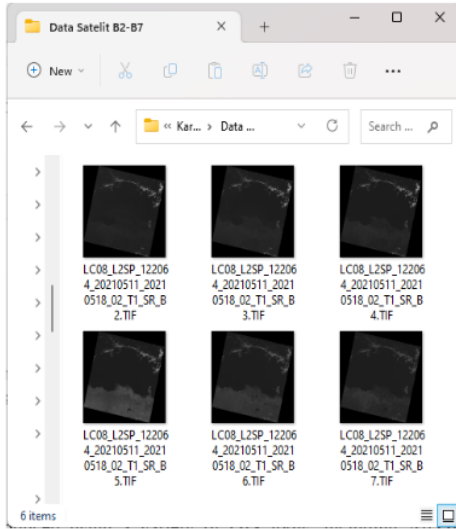 Data Satelit B2-B7
New
« Kar... > Data ...
Search ...
LC08_L2SP_12206
4_20210511_2021
0518_02_T1_SR_B
2.TIF
LC08_L2SP_12206
4_20210511_2021
0518_02_T1_SR_B
3.TIF
LC08_L2SP_12206
4_20210511_2021
0518_02_T1_SR_B
4.TIF
LC08_L2SP_12206
4_20210511_2021
0518_02_T1_SR_B
5.TIF
LC08_L2SP_12206
4_20210511_2021
0518_02_T1_SR_B
6.TIF
LC08_L2SP_12206
4_20210511_2021
0518_02_T1_SR_B
7.TIF
6 items